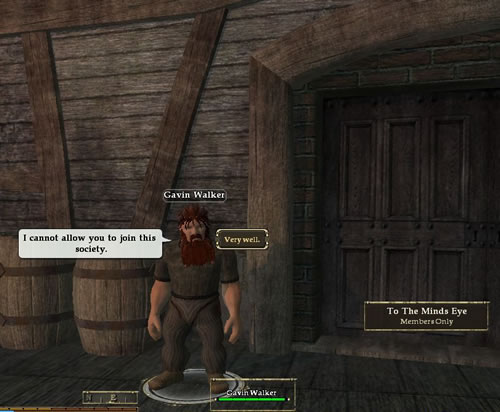 Gavin Walker
I cannot allow you to join this
society.
Very well.
To The Minds Eye
Members Only
E
Gavin Walker